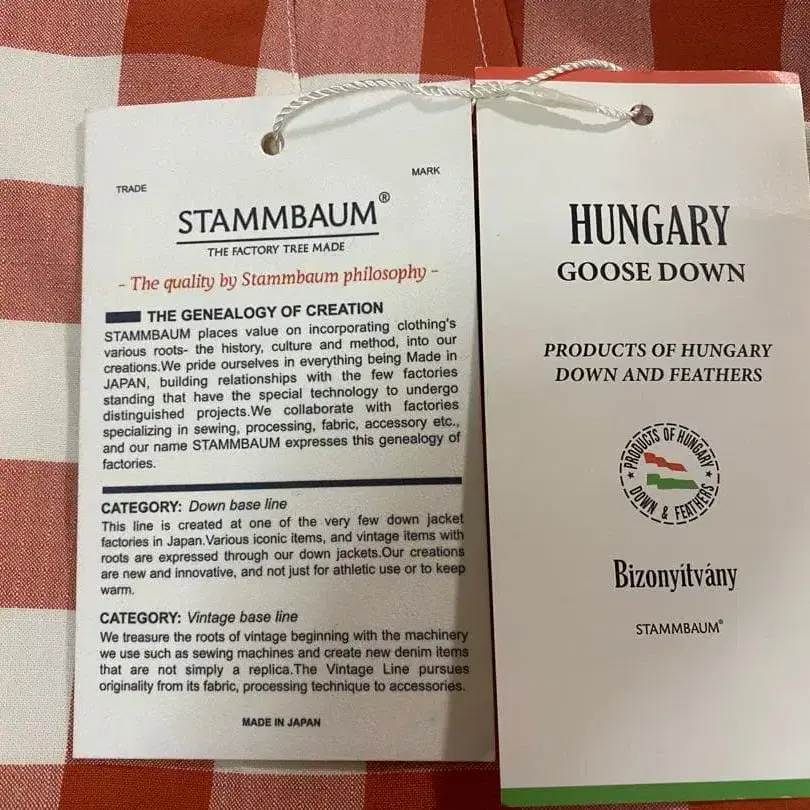 TRADE
MARK
STAMMBAUM®
THE FACTORY TREE MADE
- The quality by Stammbaum philosophy -
THE GENEALOGY OF CREATION
STAMMBAUM places value on incorporating clothing's
various roots- the history, culture and method, into our
creations.We pride ourselves in everything being Made in
JAPAN, building relationships with the few factories
standing that have the special technology to undergo
distinguished projects.We collaborate with factories
specializing in sewing, processing, fabric, accessory etc.,
and our name STAMMBAUM expresses this genealogy of
factories.
CATEGORY: Down base line
This line is created at one of the very few down jacket
factories in Japan.Various iconic items, and vintage items with
roots are expressed through our down jackets.Our creations
are new and innovative, and not just for athletic use or to keep
warm.
CATEGORY: Vintage base line
We treasure the roots of vintage beginning with the machinery
we use such as sewing machines and create new denim items
that are not simply a replica.The Vintage Line pursues
originality from its fabric, processing technique to accessories.
MADE IN JAPAN
HUNGARY
GOOSE DOWN
PRODUCTS OF HUNGARY
DOWN AND FEATHERS
PRODUCTS OF HUNGARY
DOWN & FEATHERS
Bizonyítvány
STAMMBAUM®